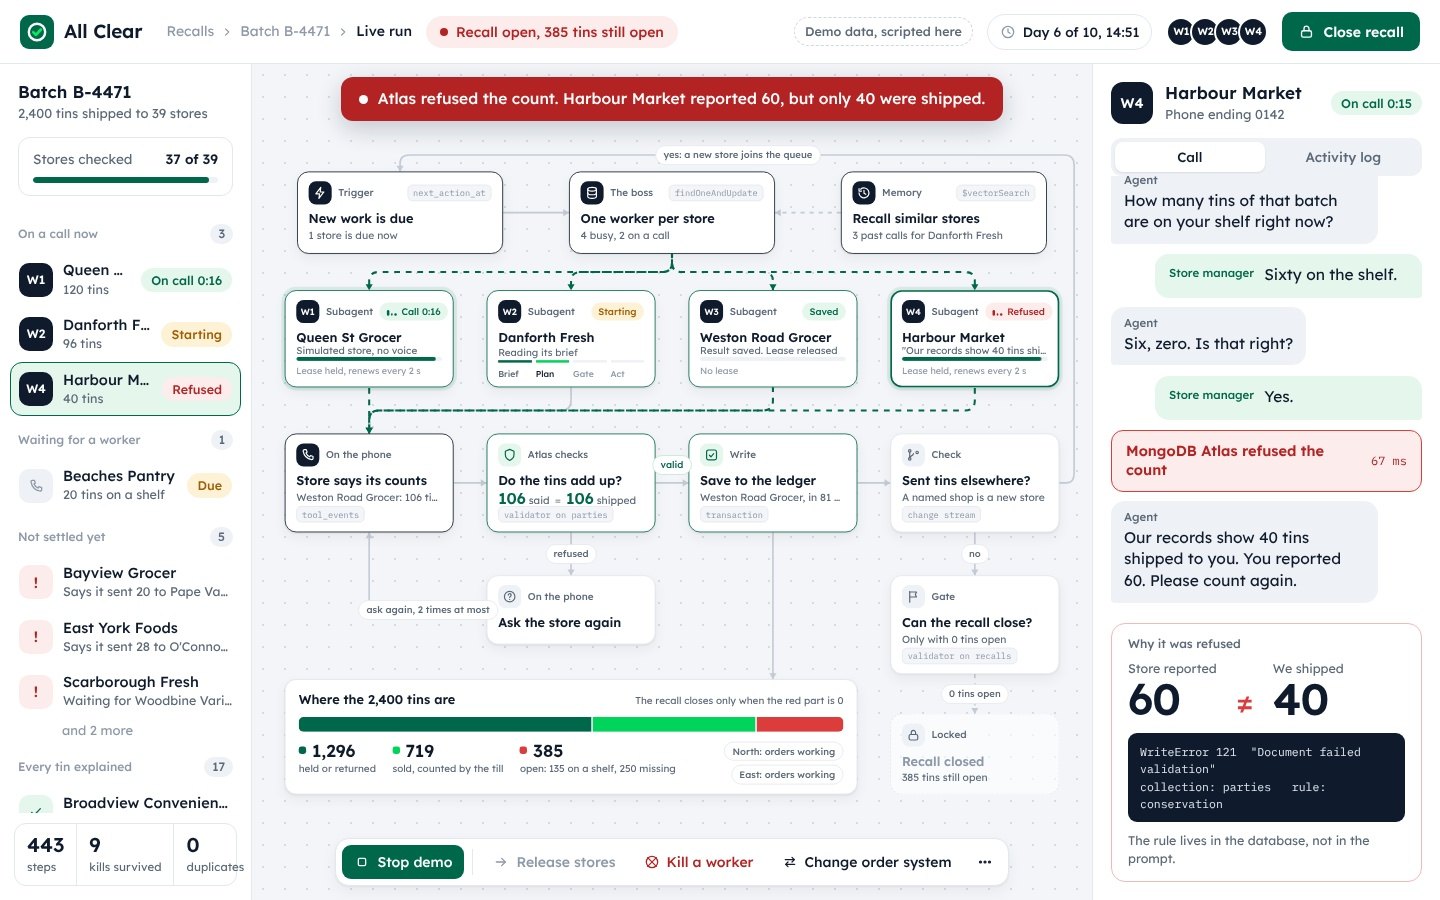 All Clear
Recalls > Batch B-4471 > Live run
Recall open, 385 tins still open
Demo data, scripted here
Day 6 of 10, 14:51
W1 W2 W3 W4
Close recall
Batch B-4471
2,400 tins shipped to 39 stores
Stores checked 37 of 39
On a call now 3
W1 Queen ... On call 0:16
120 tins
W2 Danforth F... Starting
96 tins
W4 Harbour M... Refused
40 tins
Waiting for a worker 1
Beaches Pantry Due
20 tins on a shelf
Not settled yet 5
! Bayview Grocer
Says it sent 20 to Pape Va...
! East York Foods
Says it sent 28 to O'Conno...
! Scarborough Fresh
Waiting for Woodbine Vari...
and 2 more
Every tin explained 17
Broadview Convenien...
443 9 0
steps kills survived duplicates
Atlas refused the count. Harbour Market reported 60, but only 40 were shipped.
yes: a new store joins the queue
Trigger next_action_at
New work is due
1 store is due now
The boss findOneAndUpdate
One worker per store
4 busy, 2 on a call
Memory $vectorSearch
Recall similar stores
3 past calls for Danforth Fresh
W1 Subagent Call 0:16
Queen St Grocer
Simulated store, no voice
Lease held, renews every 2 s
W2 Subagent Starting
Danforth Fresh
Reading its brief
Brief Plan Gate Act
W3 Subagent Saved
Weston Road Grocer
Result saved. Lease released
No lease
W4 Subagent Refused
Harbour Market
"Our records show 40 tins shi...
Lease held, renews every 2 s
On the phone
Store says its counts
Weston Road Grocer: 106 ti...
tool_events
Atlas checks
Do the tins add up?
106 said = 106 shipped
validator on parties
valid
Write
Save to the ledger
Weston Road Grocer, in 81 ...
transaction
Check
Sent tins elsewhere?
A named shop is a new store
change stream
refused
no
ask again, 2 times at most
On the phone
Ask the store again
Gate
Can the recall close?
Only with 0 tins open
validator on recalls
0 tins open
Locked
Recall closed
385 tins still open
Where the 2,400 tins are
The recall closes only when the red part is 0
1,296 719 385
held or returned sold, counted by the till open: 135 on a shelf, 250 missing
North: orders working
East: orders working
Stop demo
Release stores
Kill a worker
Change order system
...
W4 Harbour Market On call 0:15
Phone ending 0142
Call Activity log
Agent
How many tins of that batch
are on your shelf right now?
Store manager Sixty on the shelf.
Agent
Six, zero. Is that right?
Store manager Yes.
MongoDB Atlas refused the
count
67 ms
Agent
Our records show 40 tins
shipped to you. You reported
60. Please count again.
Why it was refused
Store reported We shipped
60 ≠ 40
WriteError 121 "Document failed
validation"
collection: parties rule:
conservation
The rule lives in the database, not in the
prompt.